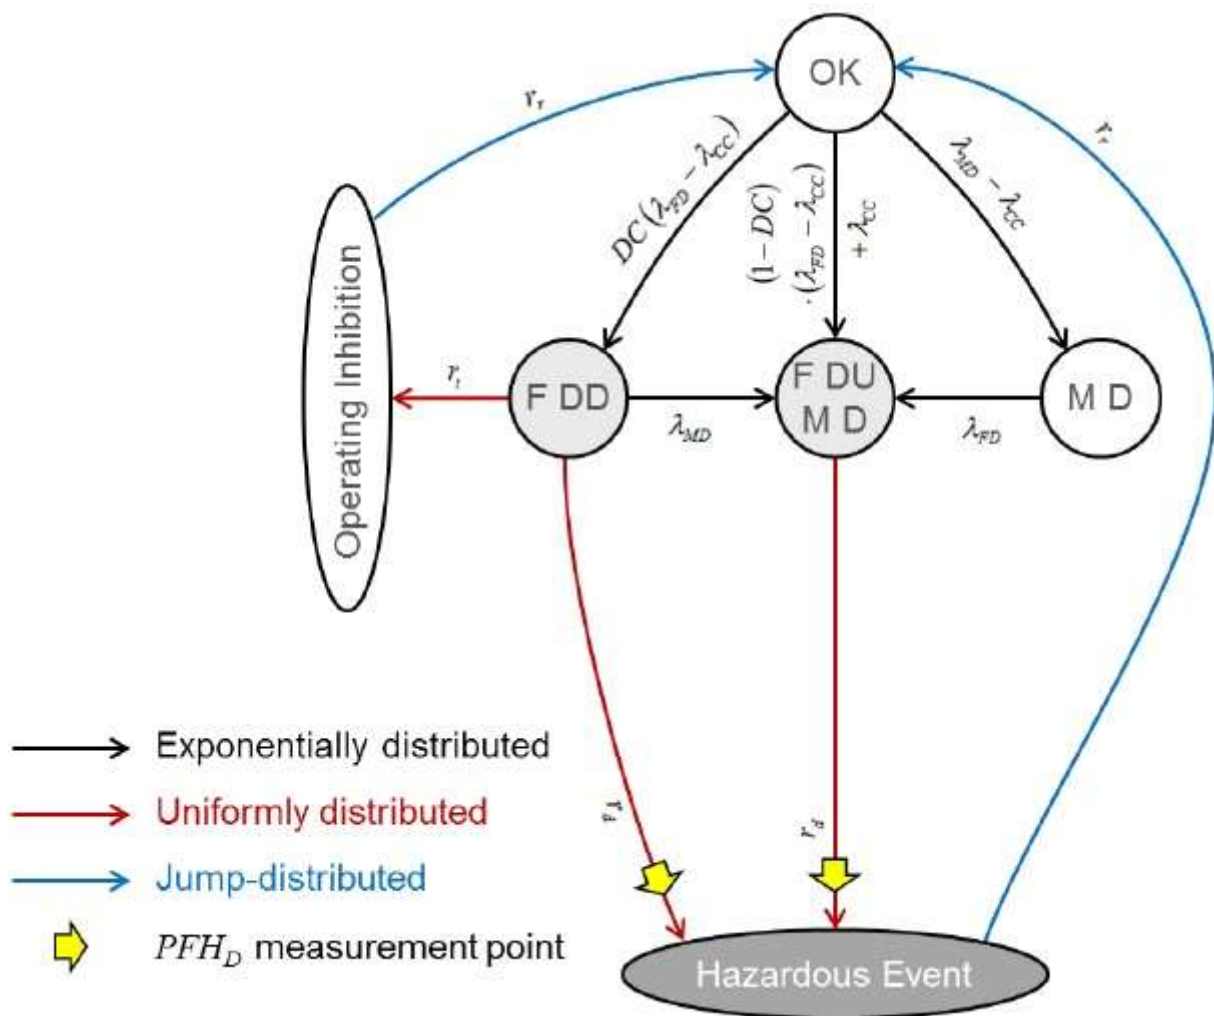 OK
r_r
r_r
DC(λ_FD − λ_CC)
(1−DC)
·(λ_FD − λ_CC)
+ λ_CC
λ_MD − λ_CC
Operating Inhibition
r_t
F DD
λ_MD
F DU
M D
λ_FD
M D
Exponentially distributed
r_d
r_d
Uniformly distributed
Jump-distributed
PFH_D measurement point
Hazardous Event